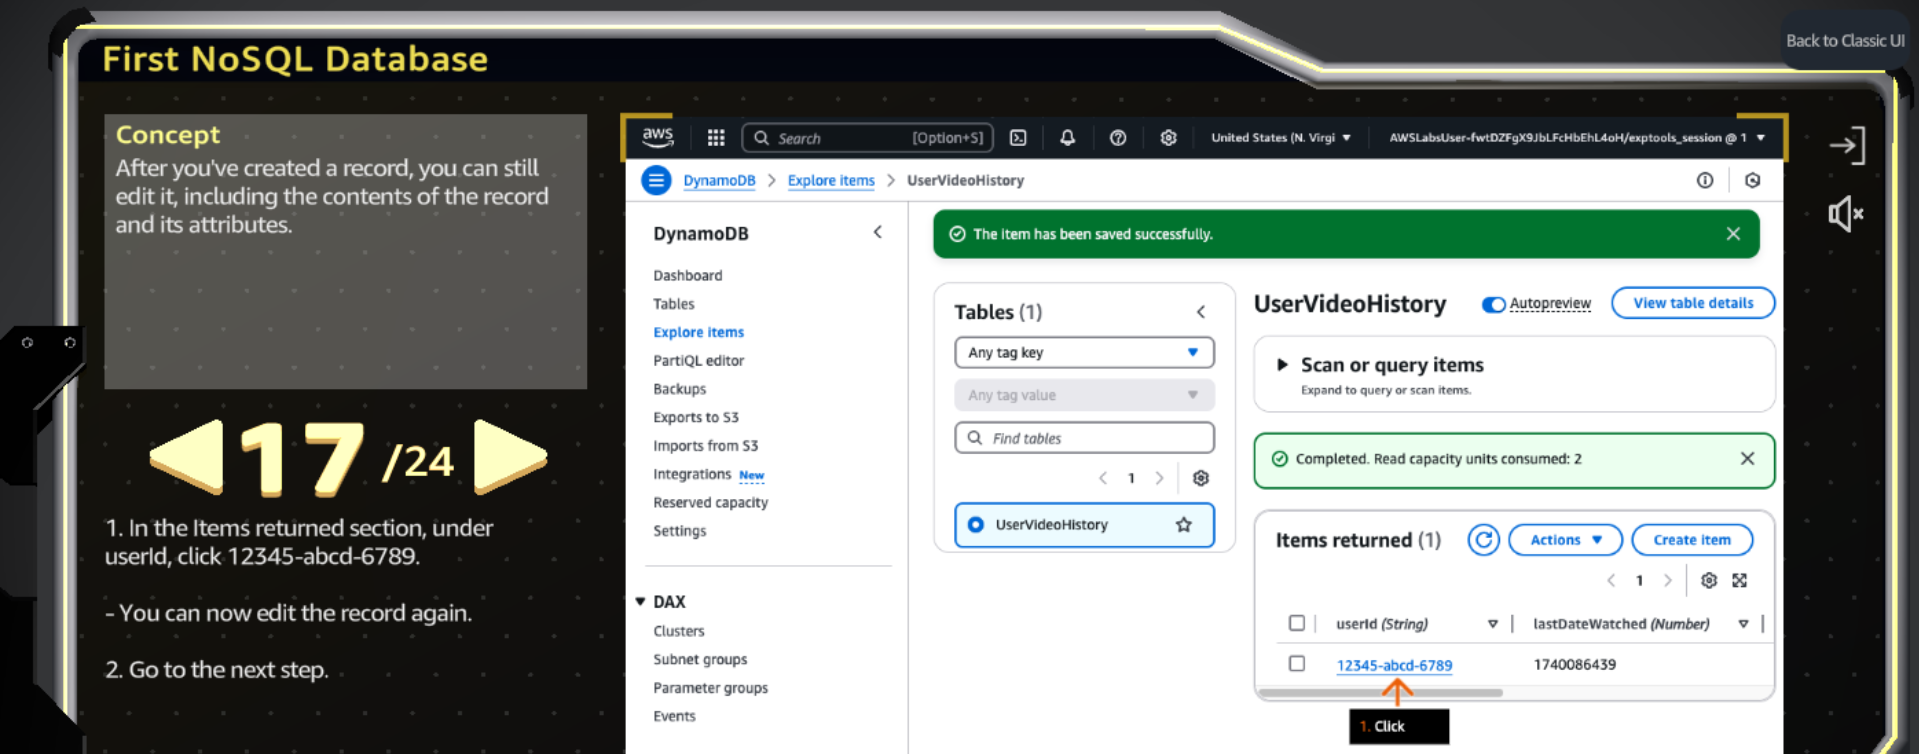 Back to Classic UI
First NoSQL Database
Concept
After you've created a record, you can still
edit it, including the contents of the record
and its attributes.
17 /24
1. In the Items returned section, under
userId, click 12345-abcd-6789.
- You can now edit the record again.
2. Go to the next step.
aws
Search [Option+S]
United States (N. Virgi
AWSLabsUser-fwtDZFgX9JbLFcHbEhL4oH/exptools_session @ 1
DynamoDB > Explore items > UserVideoHistory
DynamoDB
Dashboard
Tables
Explore items
PartiQL editor
Backups
Exports to S3
Imports from S3
Integrations New
Reserved capacity
Settings
DAX
Clusters
Subnet groups
Parameter groups
Events
The item has been saved successfully.
Tables (1)
Any tag key
Any tag value
Find tables
1
UserVideoHistory
UserVideoHistory
Autopreview
View table details
Scan or query items
Expand to query or scan items.
Completed. Read capacity units consumed: 2
Items returned (1)
Actions
Create item
1
userId (String)
lastDateWatched (Number)
12345-abcd-6789
1740086439
1. Click